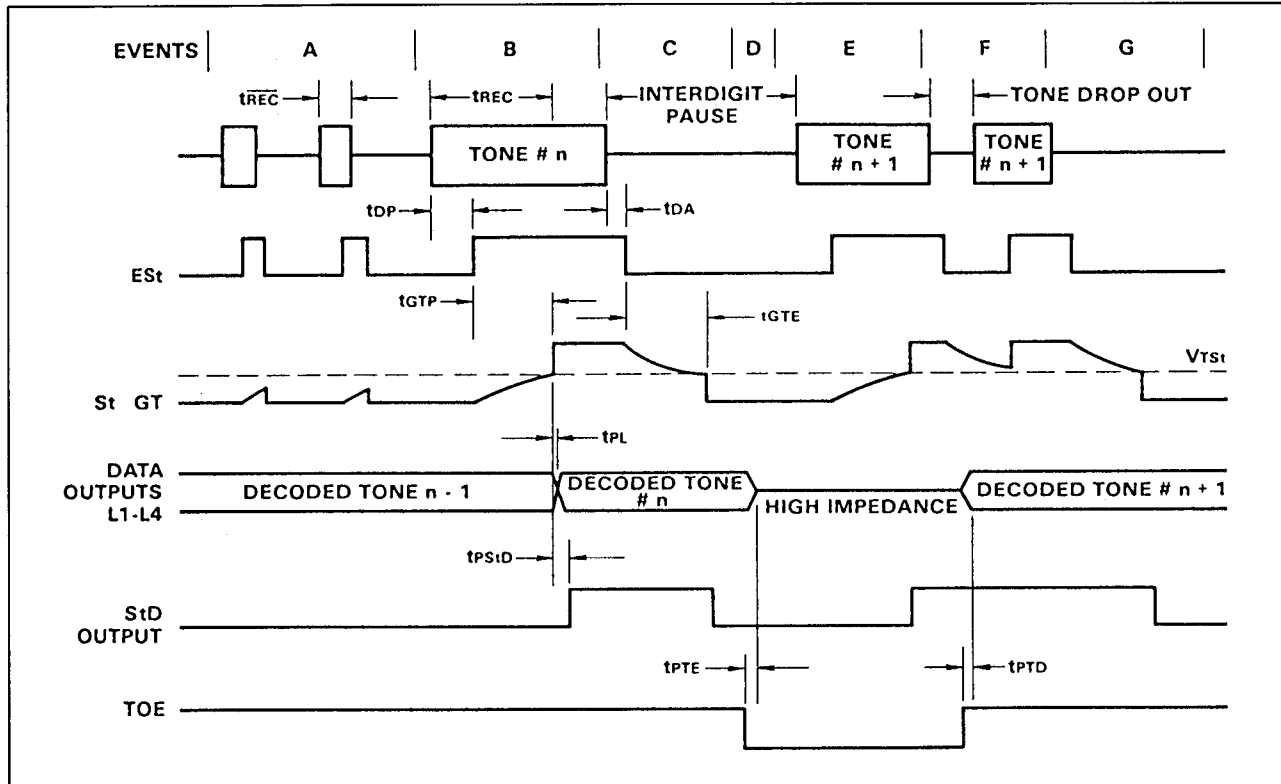 EVENTS A B C D E F G
tREC tREC INTERDIGIT PAUSE TONE DROP OUT
TONE # n
TONE # n + 1
TONE # n + 1
tDP tDA
ESt
tGTP tGTE
VTSt
St GT
tPL
DATA OUTPUTS L1-L4
DECODED TONE n - 1
DECODED TONE # n
HIGH IMPEDANCE
DECODED TONE # n + 1
tPStD
StD OUTPUT
tPTE tPTD
TOE